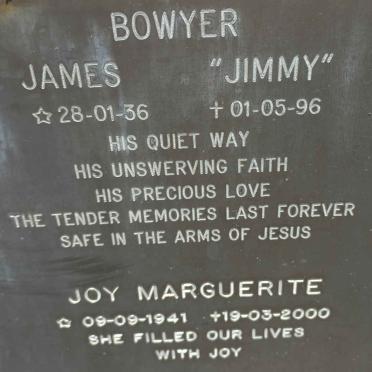 BOWYER
JAMES "JIMMY"
☆ 28-01-36 † 01-05-96
HIS QUIET WAY
HIS UNSWERVING FAITH
HIS PRECIOUS LOVE
THE TENDER MEMORIES LAST FOREVER
SAFE IN THE ARMS OF JESUS
JOY MARGUERITE
☆ 09-09-1941 †19-03-2000
SHE FILLED OUR LIVES
WITH JOY